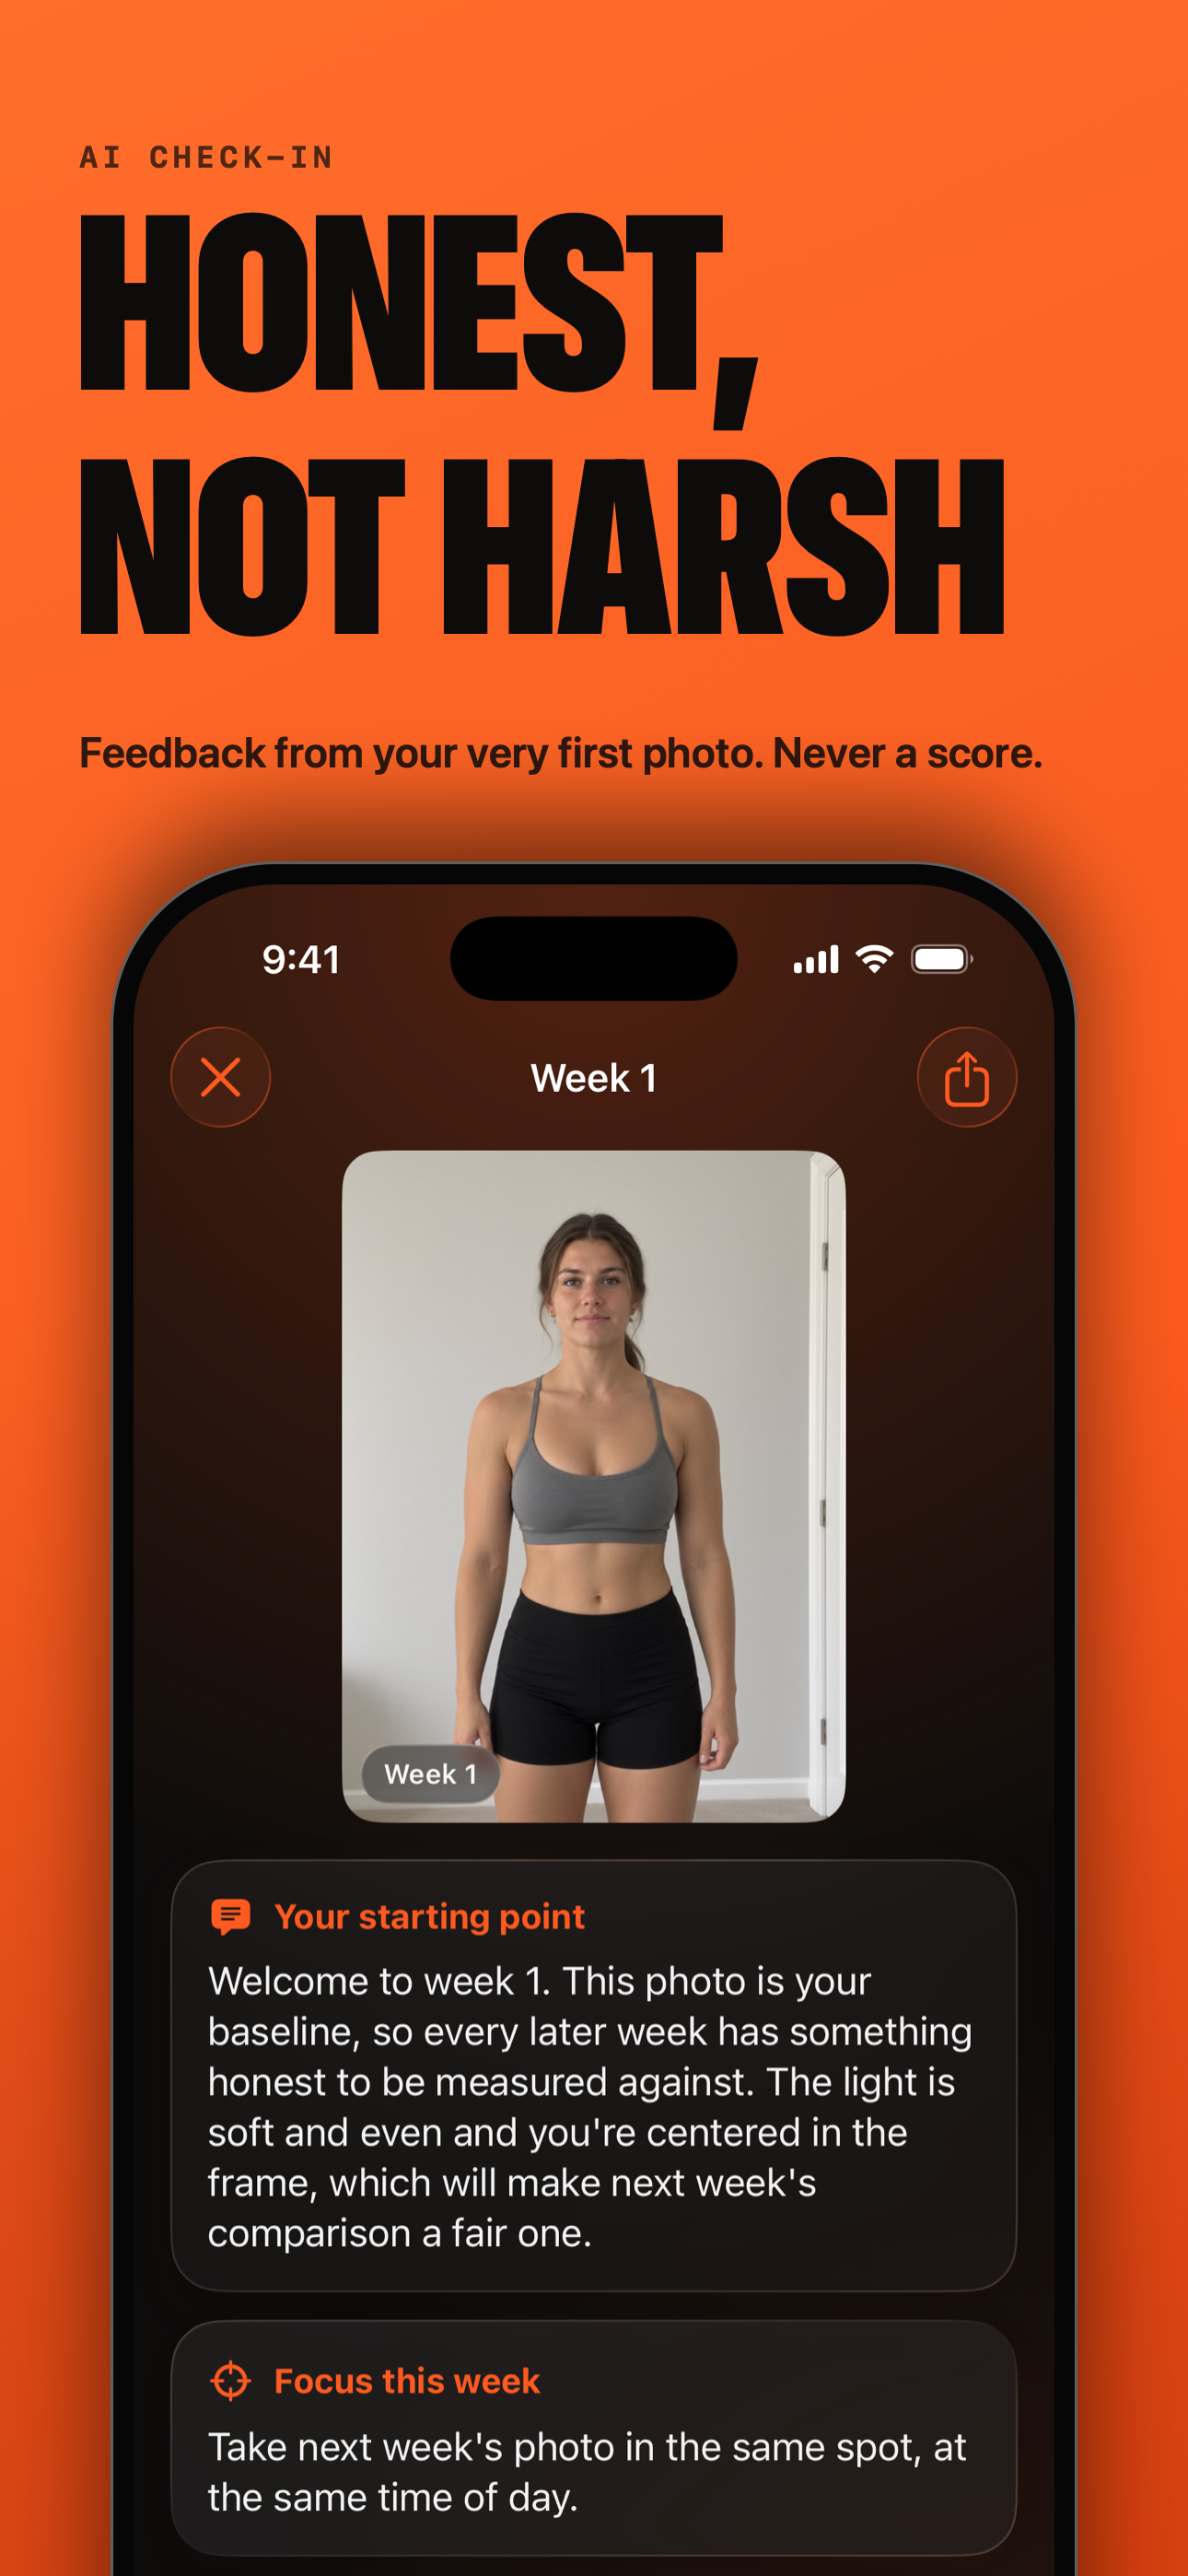 AI CHECK-IN
HONEST,
NOT HARSH
Feedback from your very first photo. Never a score.
9:41
Week 1
Week 1
Your starting point
Welcome to week 1. This photo is your
baseline, so every later week has something
honest to be measured against. The light is
soft and even and you're centered in the
frame, which will make next week's
comparison a fair one.
Focus this week
Take next week's photo in the same spot, at
the same time of day.